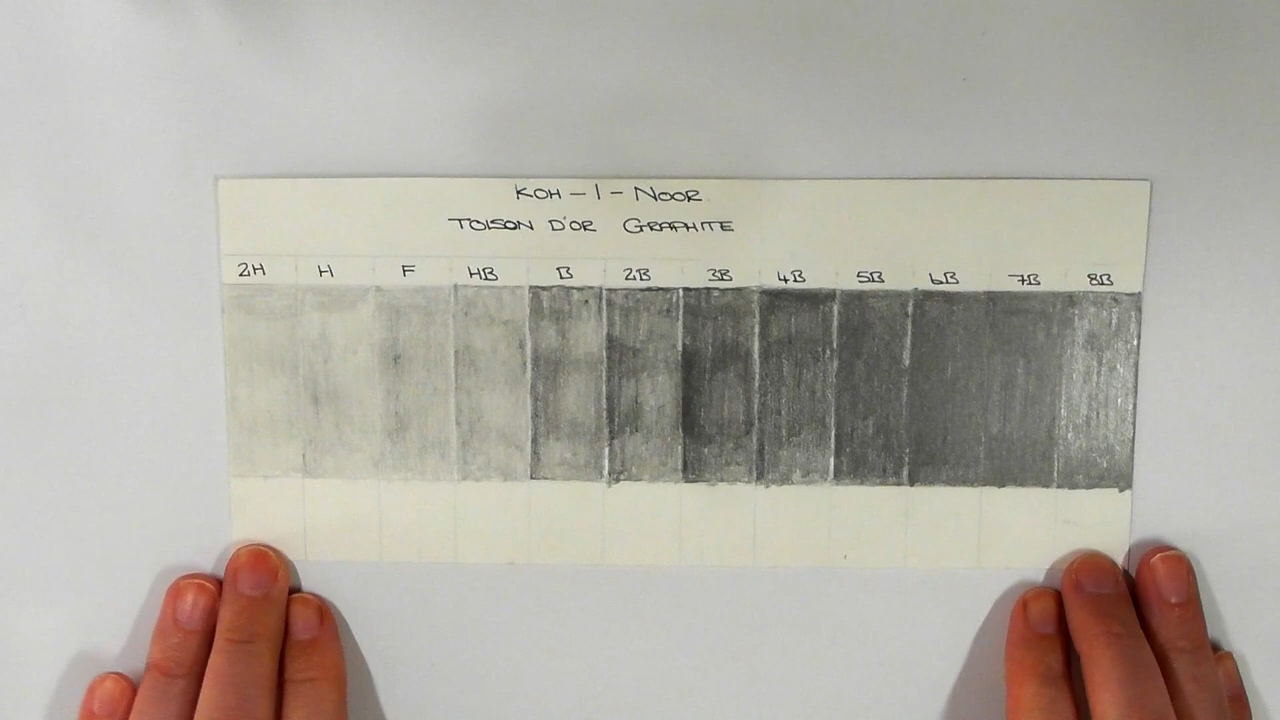 KOH-I-NOOR
TOISON D'OR GRAPHITE
2H H F HB B 2B 3B 4B 5B 6B 7B 8B